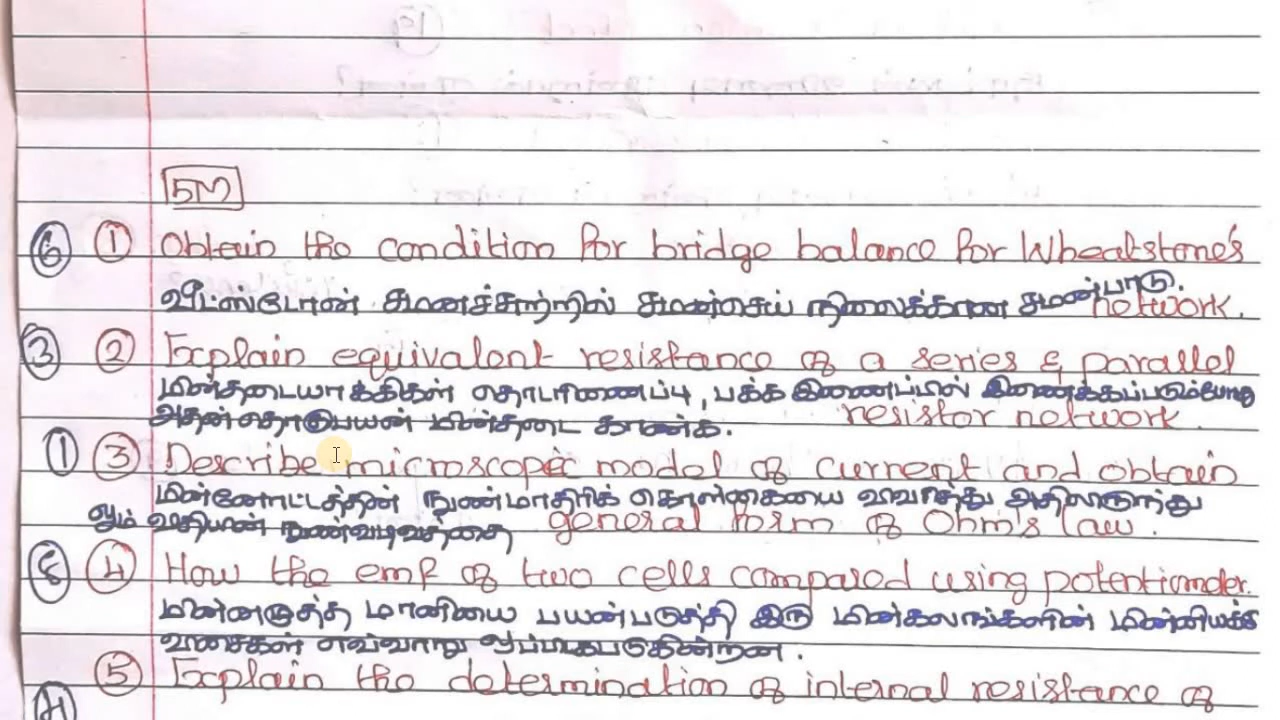 5M
⑥ ① Obtain the condition for bridge balance for Wheatstone's
வீட்ஸ்டோன் சமனச்சுற்றில் சமன்செய் நிலைக்கான சமன்பாடு.
network.
③ ② Explain equivalent resistance of a series & parallel
மின்தடையாக்கிகள் தொடரிணைப்பு, பக்க இணைப்பில் இணைக்கப்படும்போது
அதன் தொகுபயன் மின்தடை காண்க. resistor network.
① ③ Describe microscopic model of current and obtain
மின்னோட்டத்தின் நுண்மாதிரிக் கொள்கையை விவரித்து அதிலிருந்து
ஓம் விதியின் நுண்வடிவத்தை general form of Ohm's law.
⑧ ④ How the emf of two cells compared using potentiometer.
மின்னழுத்த மானியை பயன்படுத்தி இரு மின்கலங்களின் மின்னியக்கு
விசைகள் எவ்வாறு ஒப்பிடப்படுகின்றன.
⑤ Explain the determination of internal resistance of